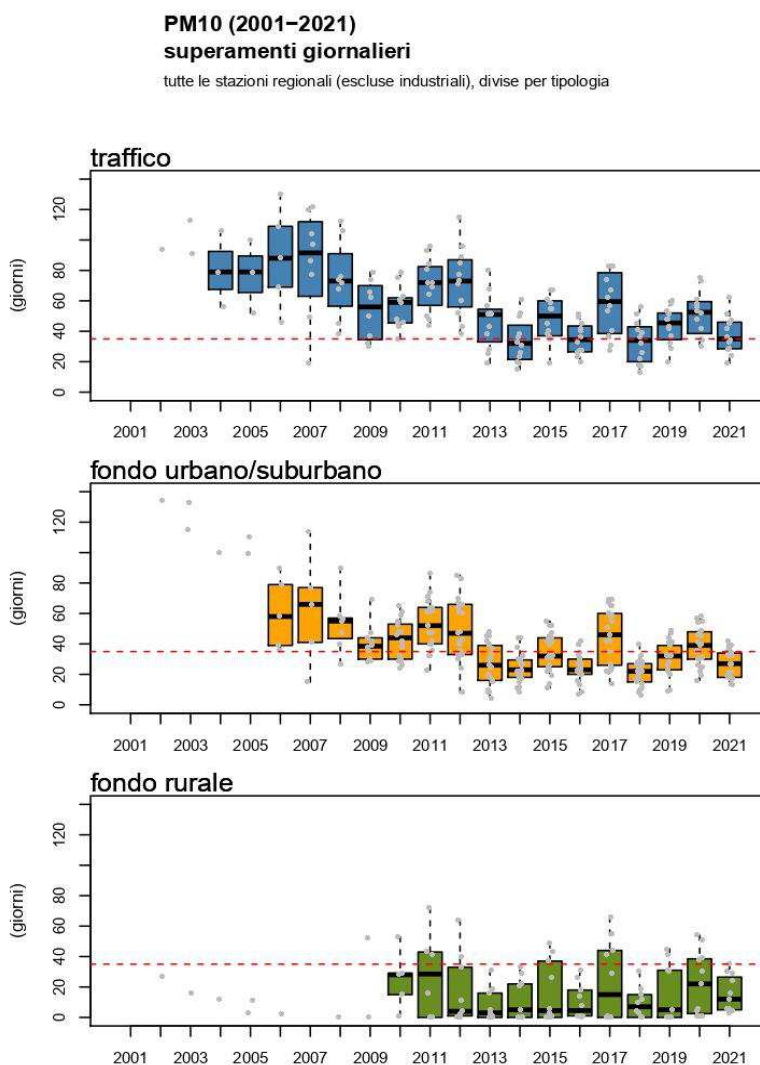 PM10 (2001−2021)
superamenti giornalieri
tutte le stazioni regionali (escluse industriali), divise per tipologia
traffico
(giorni)
120
80
60
40
20
0
2001 2003 2005 2007 2009 2011 2013 2015 2017 2019 2021
fondo urbano/suburbano
(giorni)
120
80
60
40
20
0
2001 2003 2005 2007 2009 2011 2013 2015 2017 2019 2021
fondo rurale
(giorni)
120
80
60
40
20
0
2001 2003 2005 2007 2009 2011 2013 2015 2017 2019 2021